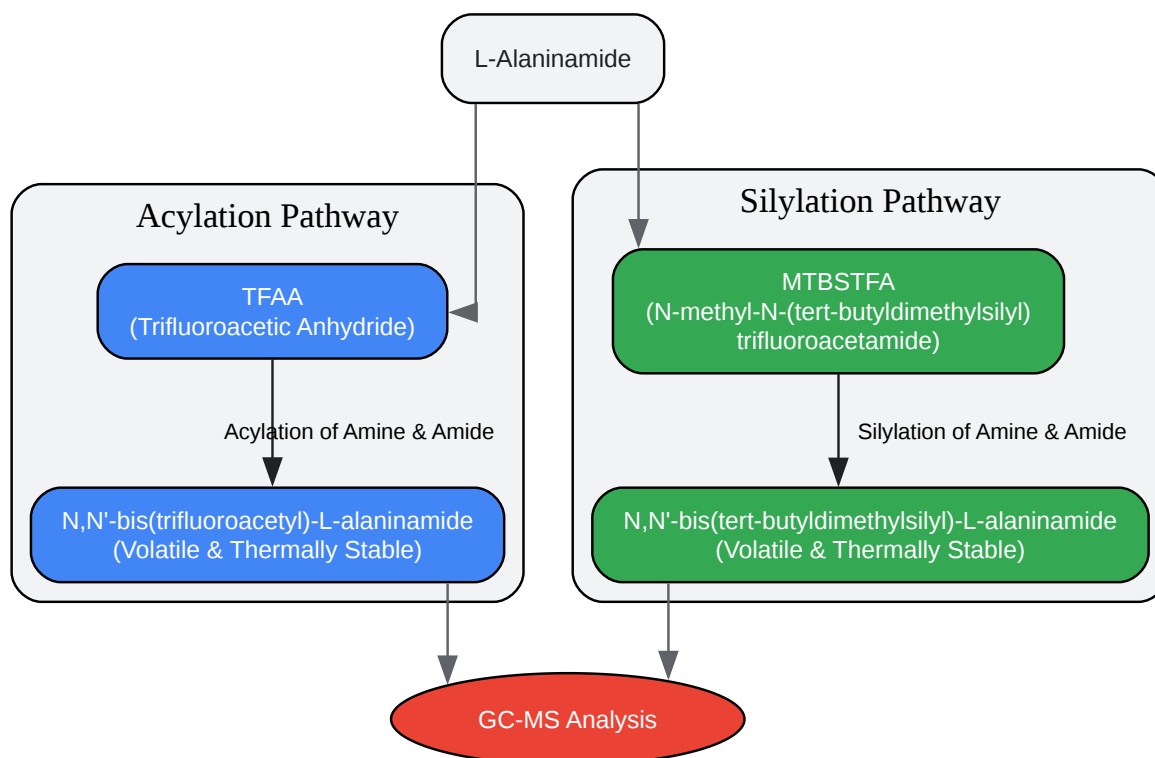 L-Alaninamide
Acylation Pathway
TFAA
(Trifluoroacetic Anhydride)
Acylation of Amine & Amide
N,N'-bis(trifluoroacetyl)-L-alaninamide
(Volatile & Thermally Stable)
Silylation Pathway
MTBSTFA
(N-methyl-N-(tert-butyldimethylsilyl)
trifluoroacetamide)
Silylation of Amine & Amide
N,N'-bis(tert-butyldimethylsilyl)-L-alaninamide
(Volatile & Thermally Stable)
GC-MS Analysis